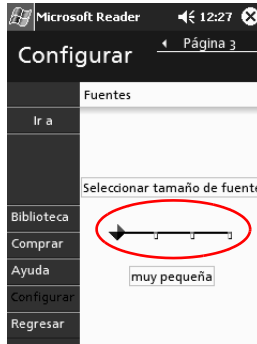 Microsoft Reader 12:27
Configurar
Página 3
Fuentes
Ir a
Seleccionar tamaño de fuente
Biblioteca
Comprar
muy pequeña
Ayuda
Configurar
Regresar